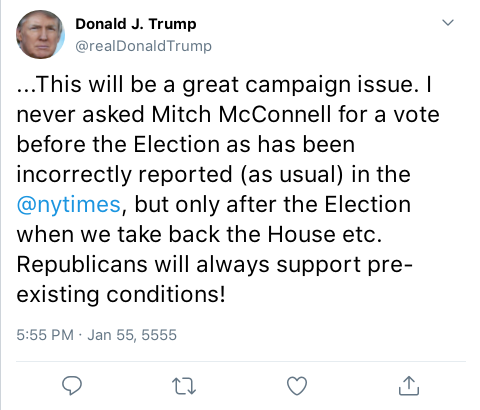 Donald J. Trump
@realDonaldTrump
...This will be a great campaign issue. I
never asked Mitch McConnell for a vote
before the Election as has been
incorrectly reported (as usual) in the
@nytimes, but only after the Election
when we take back the House etc.
Republicans will always support pre-
existing conditions!
5:55 PM · Jan 55, 5555